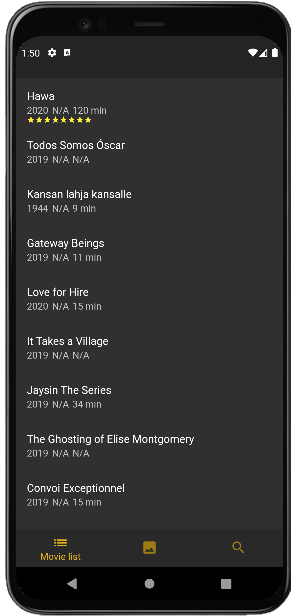 1:50
Hawa
2020 N/A 120 min
Todos Somos Óscar
2019 N/A N/A
Kansan lahja kansalle
1944 N/A 9 min
Gateway Beings
2019 N/A 11 min
Love for Hire
2020 N/A 15 min
It Takes a Village
2019 N/A N/A
Jaysin The Series
2019 N/A 34 min
The Ghosting of Elise Montgomery
2019 N/A N/A
Convoi Exceptionnel
2019 N/A 15 min
Movie list